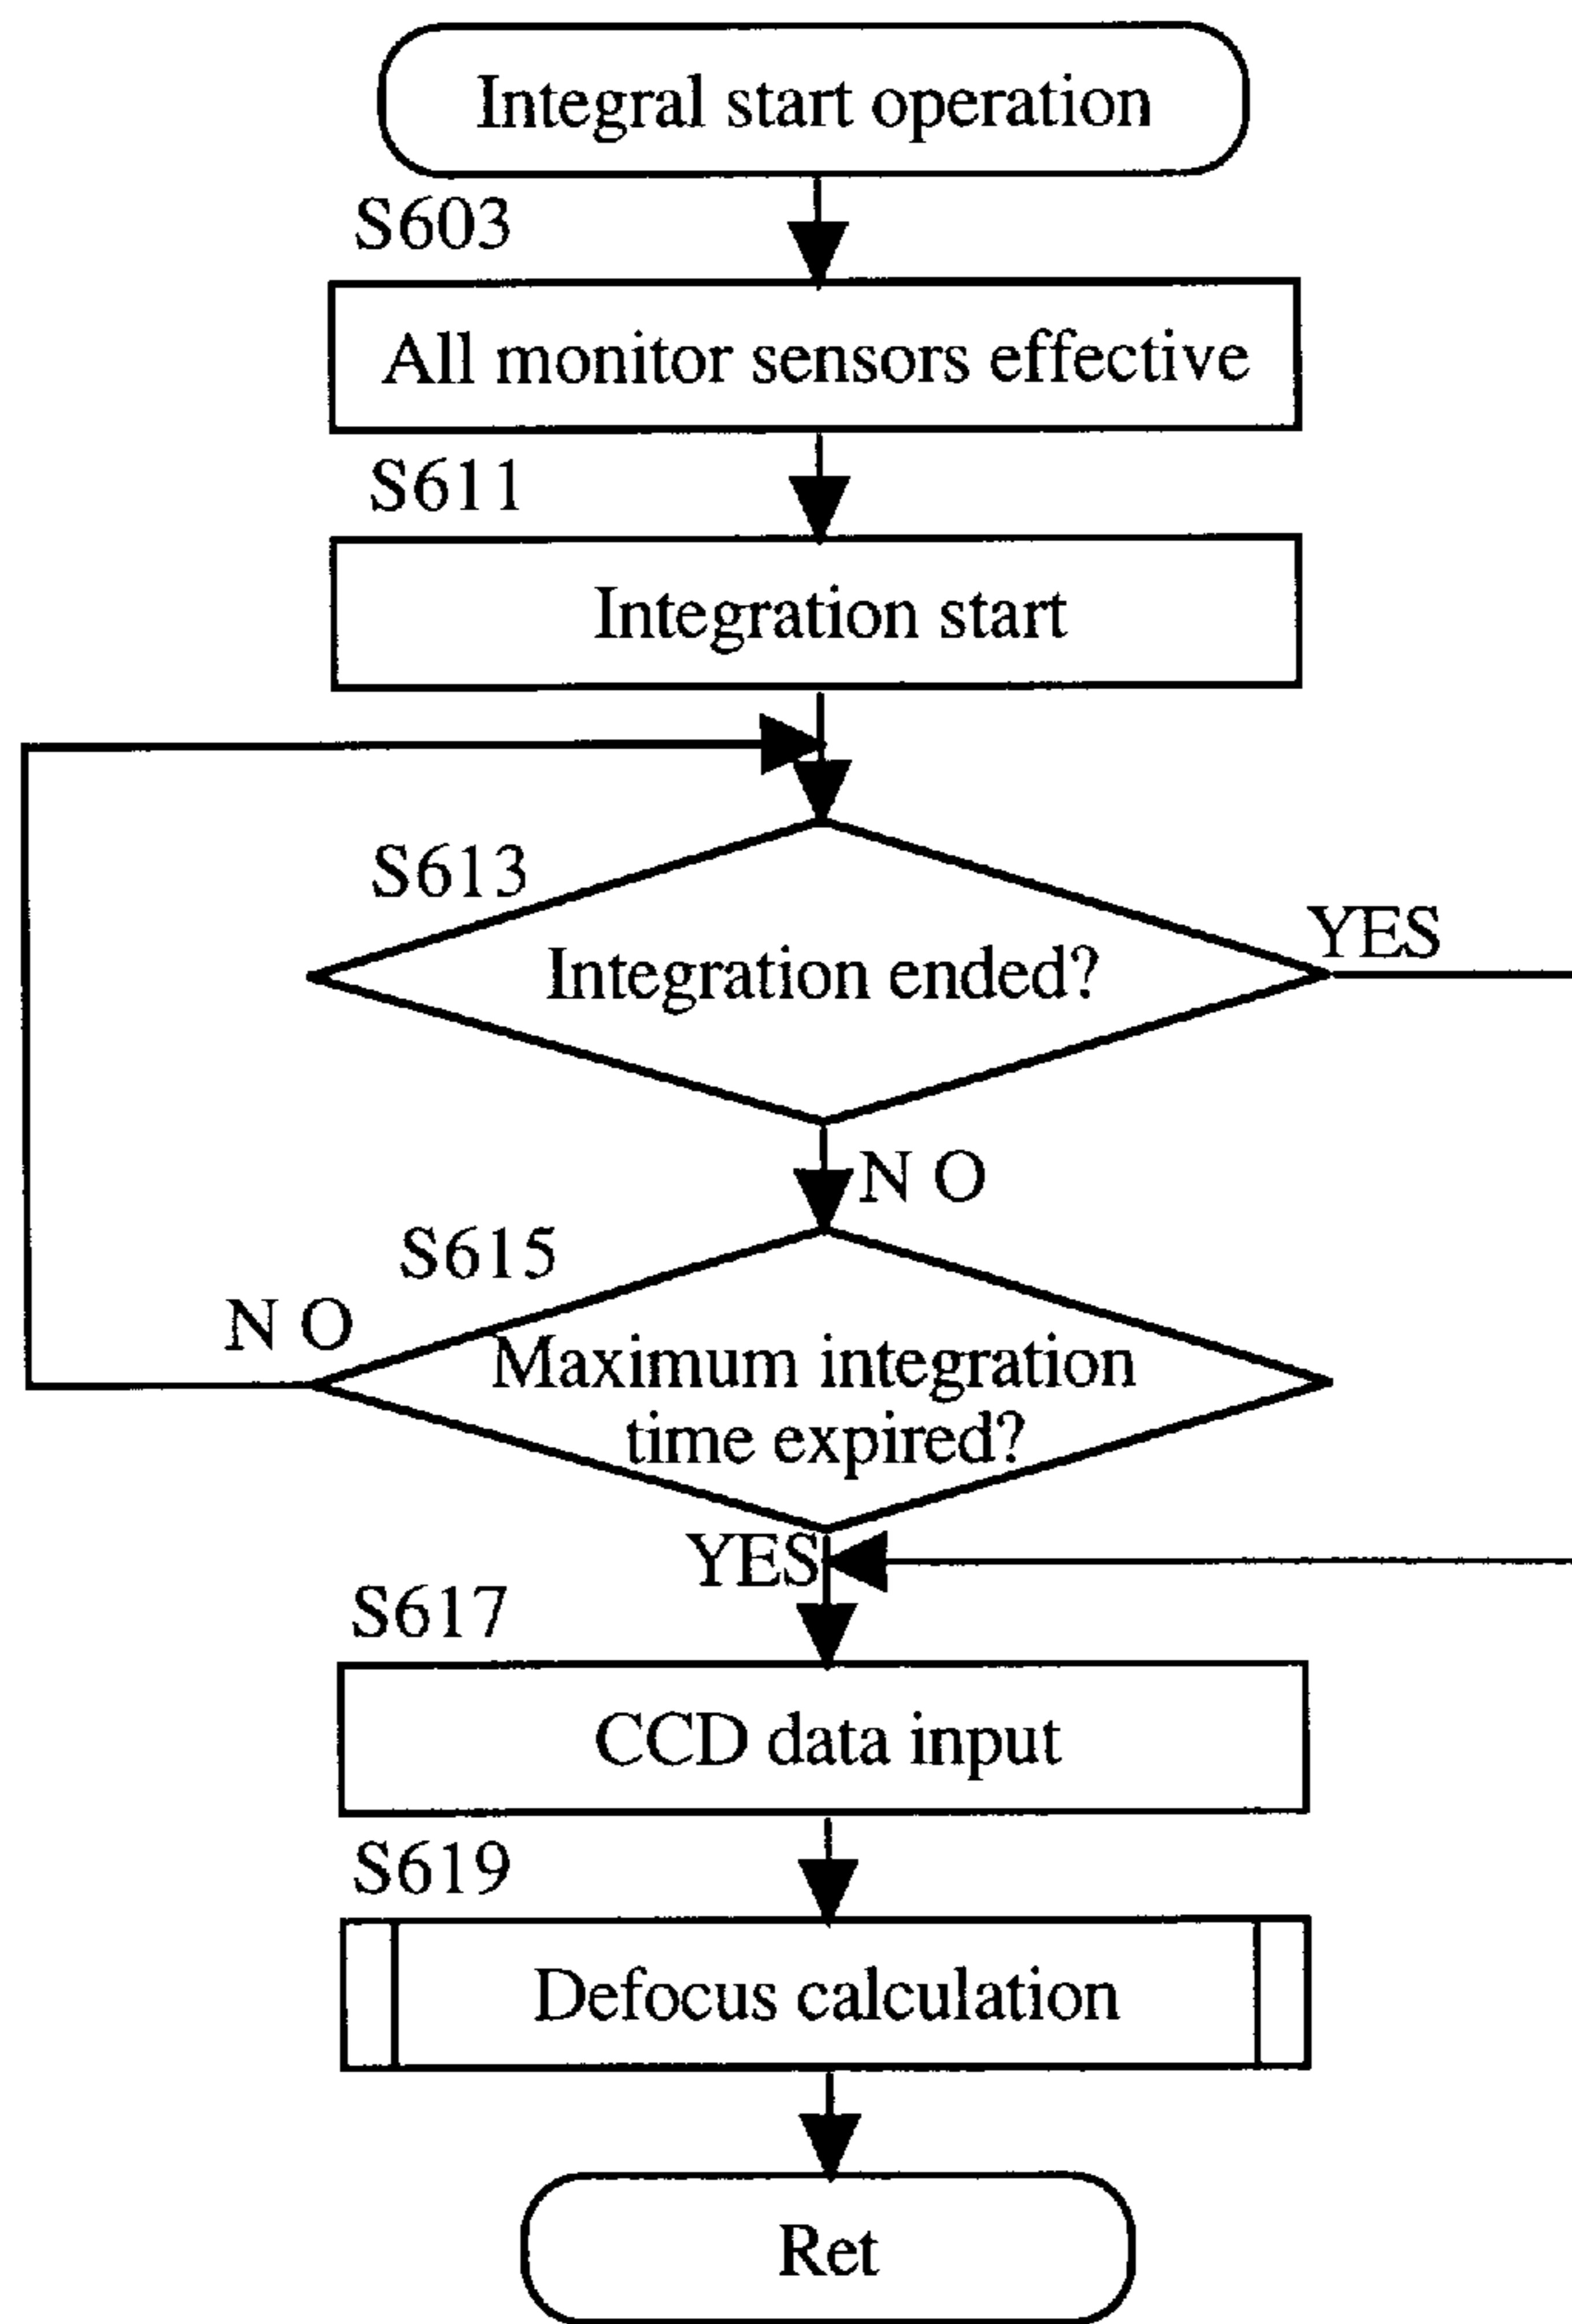 Integral start operation
S603
All monitor sensors effective
S611
Integration start
S613
YES
Integration ended?
N O
S615
N O
Maximum integration
time expired?
YES
S617
CCD data input
S619
Defocus calculation
Ret